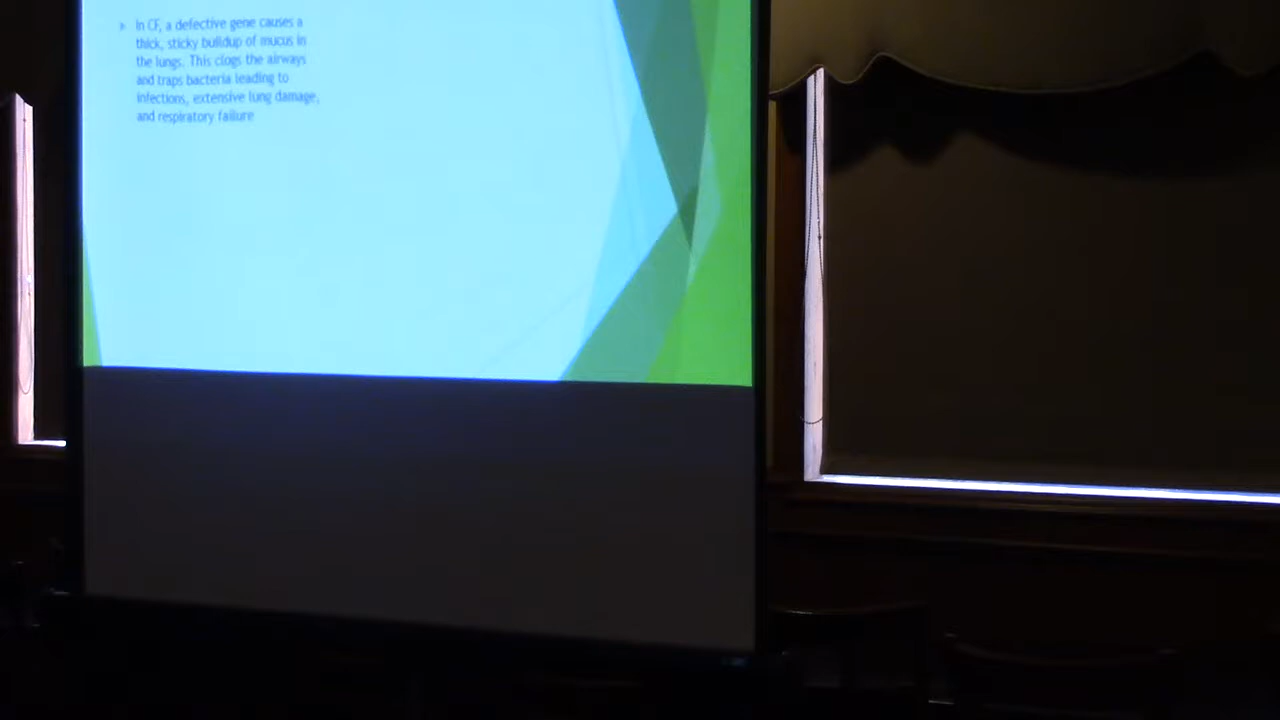 In CF, a defective gene causes a
thick, sticky buildup of mucus in
the lungs. This clogs the airways
and traps bacteria leading to
infections, extensive lung damage,
and respiratory failure